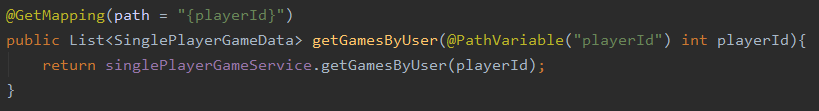 @GetMapping(path = "{playerId}")
public List<SinglePlayerGameData> getGamesByUser(@PathVariable("playerId") int playerId){
    return singlePlayerGameService.getGamesByUser(playerId);
}